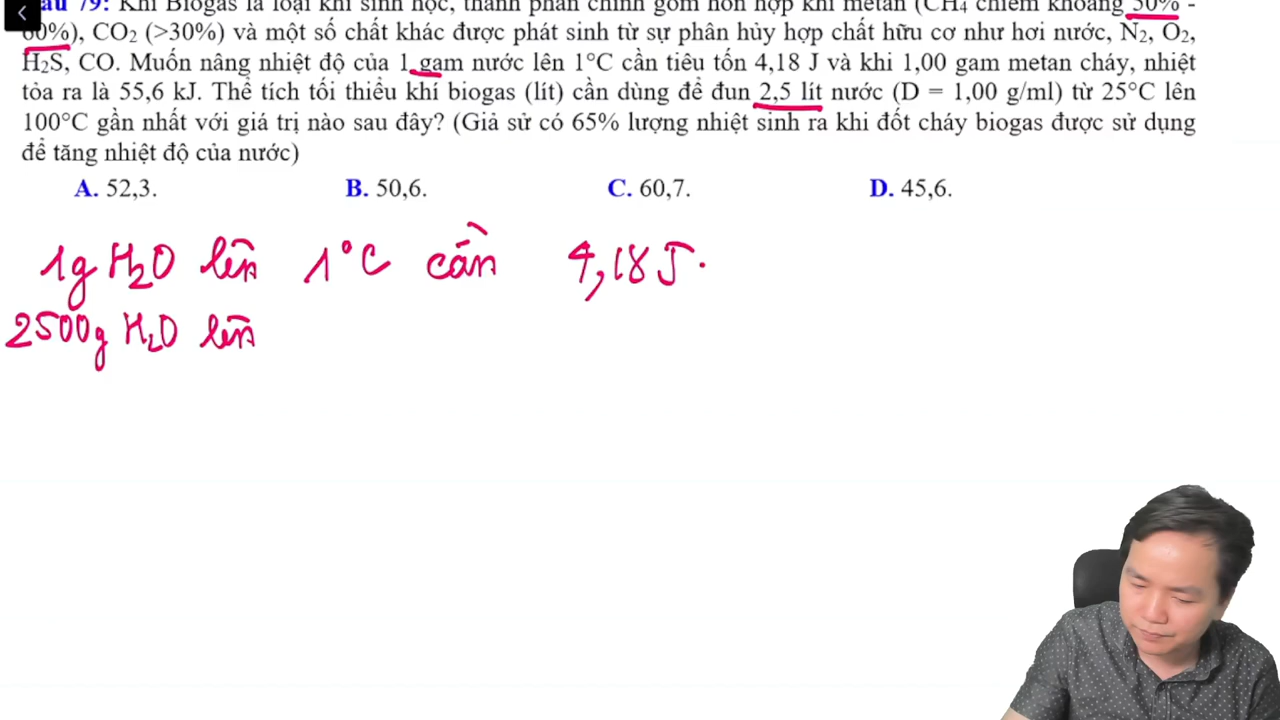 79: Khí Biogas là loại khí sinh học, thành phần chính gồm hỗn hợp khí metan (CH₄ chiếm khoảng 50% -
60%), CO₂ (>30%) và một số chất khác được phát sinh từ sự phân hủy hợp chất hữu cơ như hơi nước, N₂, O₂,
H₂S, CO. Muốn nâng nhiệt độ của 1 gam nước lên 1°C cần tiêu tốn 4,18 J và khi 1,00 gam metan cháy, nhiệt
tỏa ra là 55,6 kJ. Thể tích tối thiểu khí biogas (lít) cần dùng để đun 2,5 lít nước (D = 1,00 g/ml) từ 25°C lên
100°C gần nhất với giá trị nào sau đây? (Giả sử có 65% lượng nhiệt sinh ra khi đốt cháy biogas được sử dụng
để tăng nhiệt độ của nước)
A. 52,3. B. 50,6. C. 60,7. D. 45,6.
1g H₂O lên 1°C cần 4,18 J.
2500g H₂O lên